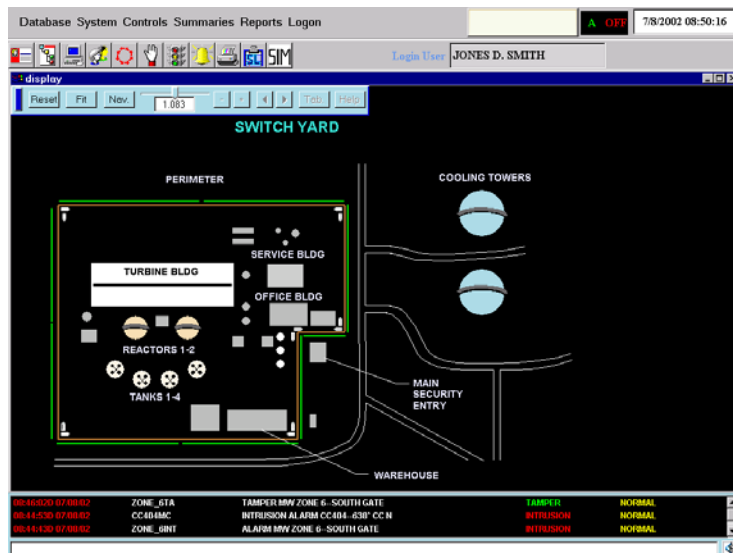 Database System Controls Summaries Reports Logon
A OFF
7/8/2002 08:50:16
SIM
Login User JONES D. SMITH
display
Reset Fit Nav. 1.083 - + Tab Help
SWITCH YARD
PERIMETER
COOLING TOWERS
SERVICE BLDG
TURBINE BLDG
OFFICE BLDG
REACTORS 1-2
TANKS 1-4
MAIN
SECURITY
ENTRY
WAREHOUSE
ZONE_6TA TAMPER MW ZONE 6--SOUTH GATE TAMPER NORMAL
CC404MC INTRUSION ALARM CC404--630' CC N INTRUSION NORMAL
ZONE_6INT ALARM MW ZONE 6--SOUTH GATE INTRUSION NORMAL